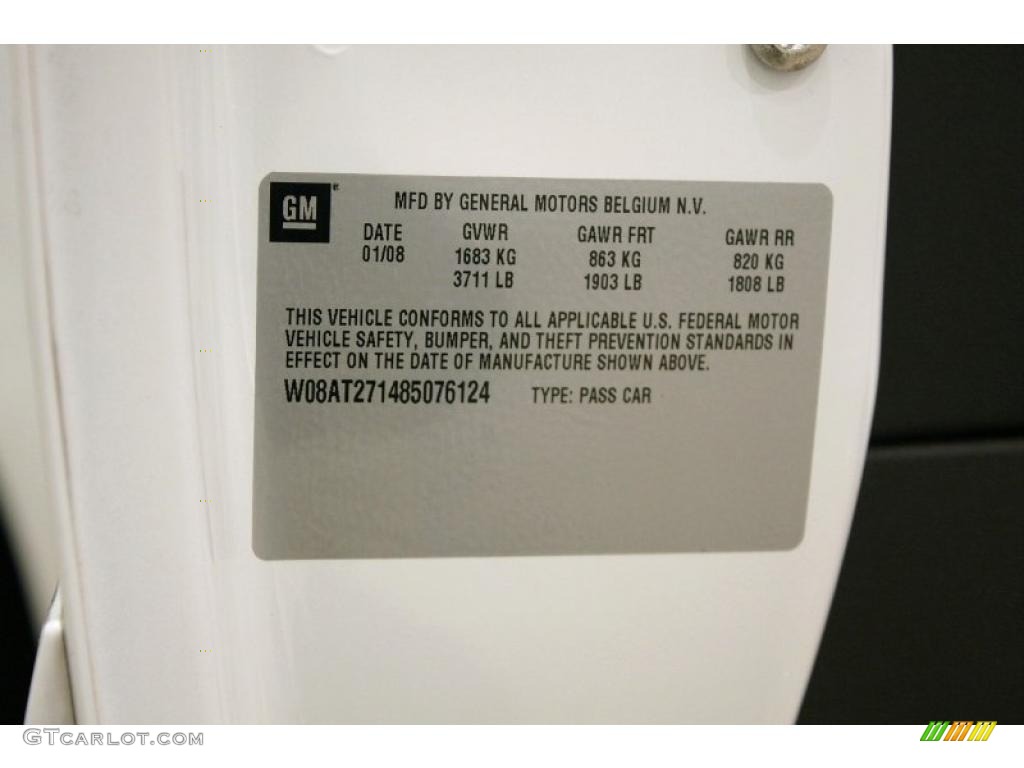 GM
MFD BY GENERAL MOTORS BELGIUM N.V.
DATE GVWR GAWR FRT GAWR RR
01/08 1683 KG 863 KG 820 KG
3711 LB 1903 LB 1808 LB
THIS VEHICLE CONFORMS TO ALL APPLICABLE U.S. FEDERAL MOTOR
VEHICLE SAFETY, BUMPER, AND THEFT PREVENTION STANDARDS IN
EFFECT ON THE DATE OF MANUFACTURE SHOWN ABOVE.
W08AT271485076124 TYPE: PASS CAR
GTCARLOT.COM